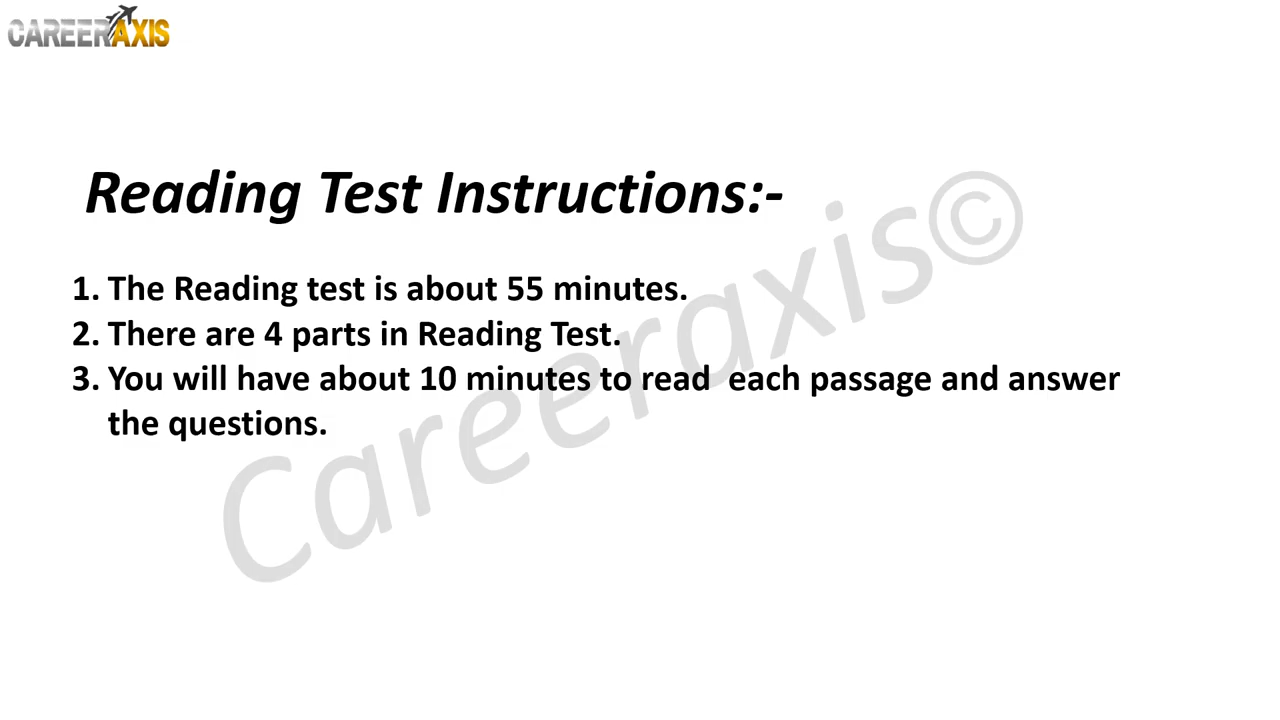 CAREERAXIS
Reading Test Instructions:-
1. The Reading test is about 55 minutes.
2. There are 4 parts in Reading Test.
3. You will have about 10 minutes to read  each passage and answer
the questions.
Careeraxis©